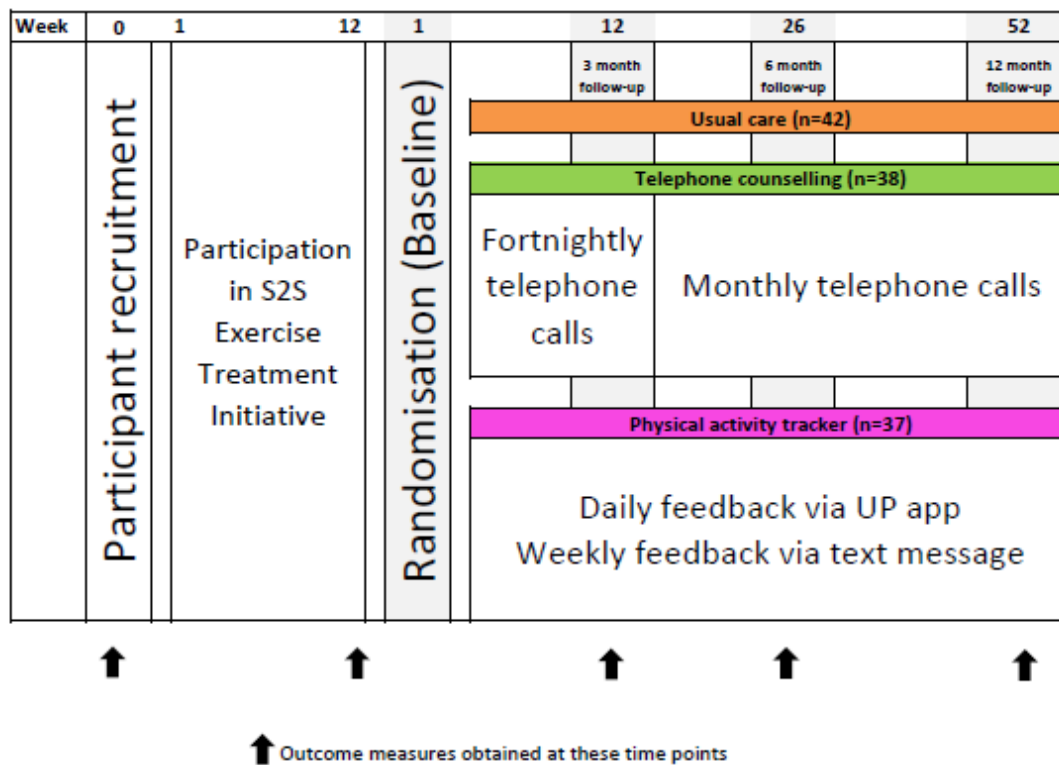 Week 0 1 12 1 12 26 52
3 month
follow-up
6 month
follow-up
12 month
follow-up
Participant recruitment
Participation
in S2S
Exercise
Treatment
Initiative
Randomisation (Baseline)
Usual care (n=42)
Telephone counselling (n=38)
Fortnightly
telephone
calls
Monthly telephone calls
Physical activity tracker (n=37)
Daily feedback via UP app
Weekly feedback via text message
Outcome measures obtained at these time points